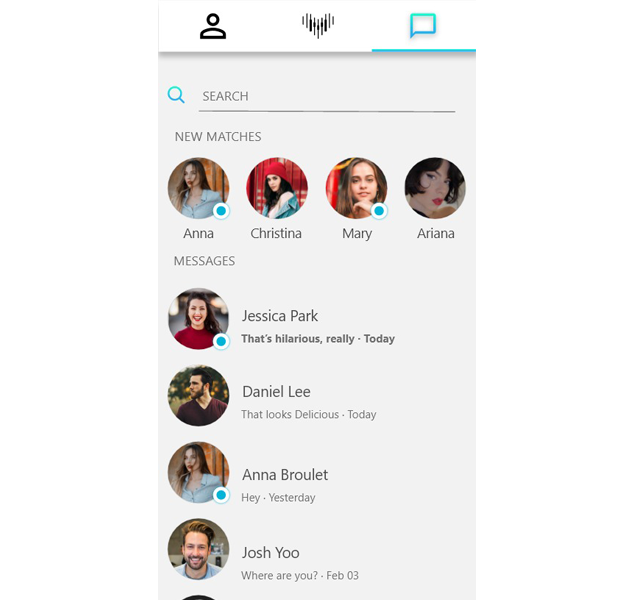 SEARCH
NEW MATCHES
Anna
Christina
Mary
Ariana
MESSAGES
Jessica Park
That's hilarious, really · Today
Daniel Lee
That looks Delicious · Today
Anna Broulet
Hey · Yesterday
Josh Yoo
Where are you? · Feb 03